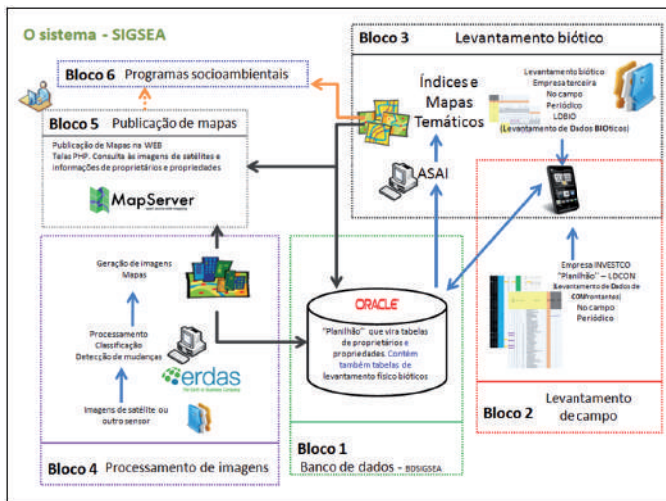 O sistema - SIGSEA
Bloco 6 Programas socioambientais
Bloco 5 Publicação de mapas
Publicação de Mapas na WEB
Telas PHP. Consulta às imagens de satélites e
informações de proprietários e propriedades
MapServer
Bloco 3 Levantamento biótico
Índices e
Mapas
Temáticos
ASAI
Levantamento biótico
Empresa terceira
No campo
Periódico
LDBIO
(Levantamento de Dados BIOticos)
Empresa INVESTCO
"Planilhão" – LDCON
(Levantamento de Dados de
CONfrontantes)
No campo
Periódico
Bloco 2 Levantamento
de campo
Geração de imagens
Mapas
Processamento
Classificação
Detecção de mudanças
erdas
Imagens de satélite ou
outro sensor
Bloco 4 Processamento de imagens
ORACLE
"Planilhão" que vira tabelas
de proprietários e
propriedades. Contém
também tabelas de
levantamento físico bióticos
Bloco 1
Banco de dados - BDSIGSEA